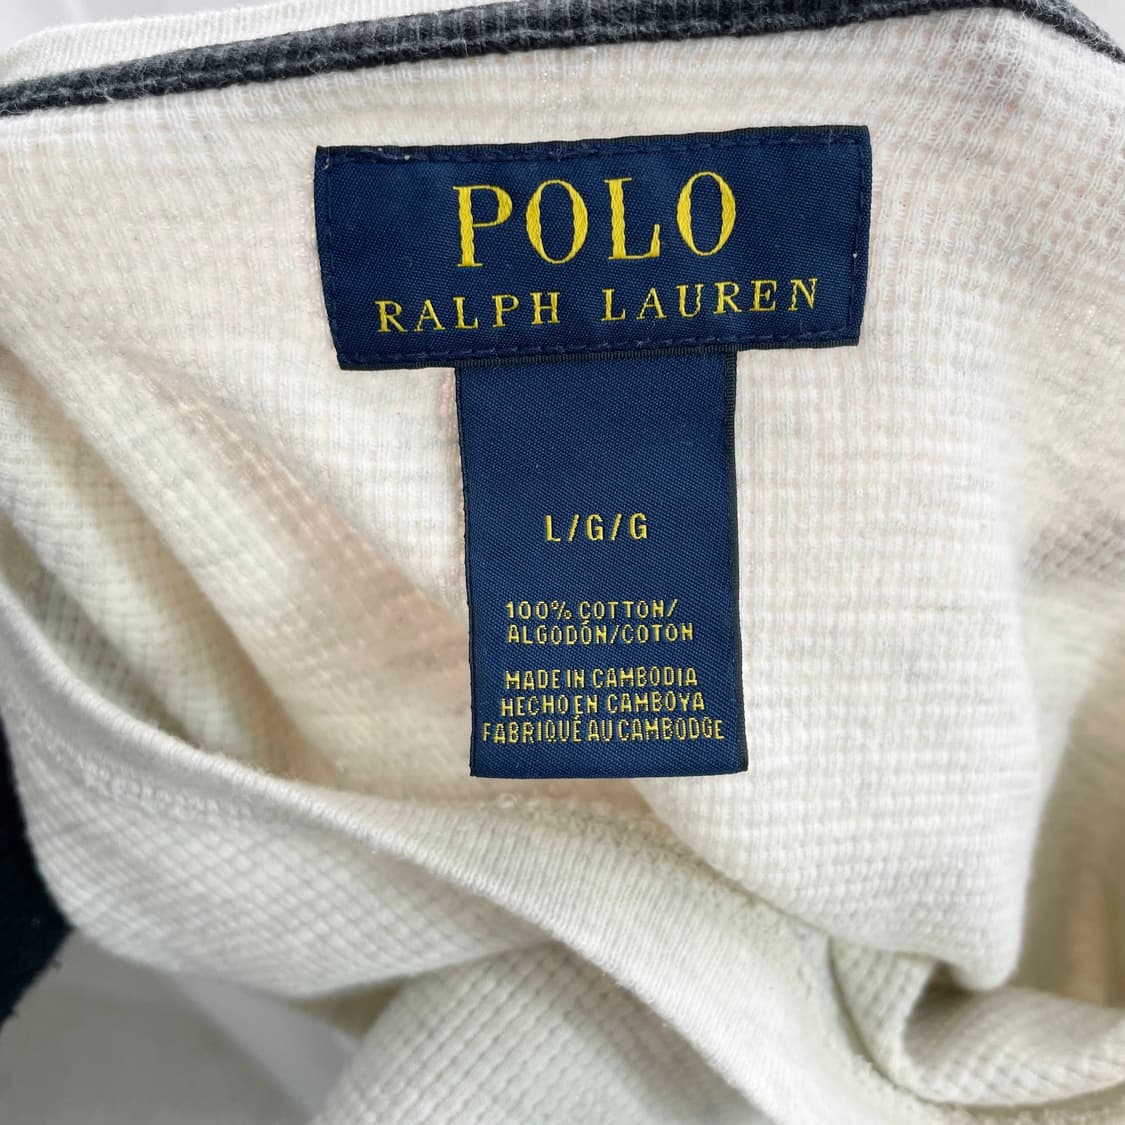 POLO
RALPH LAUREN
L/G/G
100% COTTON/
ALGODÓN/COTON
MADE IN CAMBODIA
HECHO EN CAMBOYA
FABRIQUÉ AU CAMBODGE